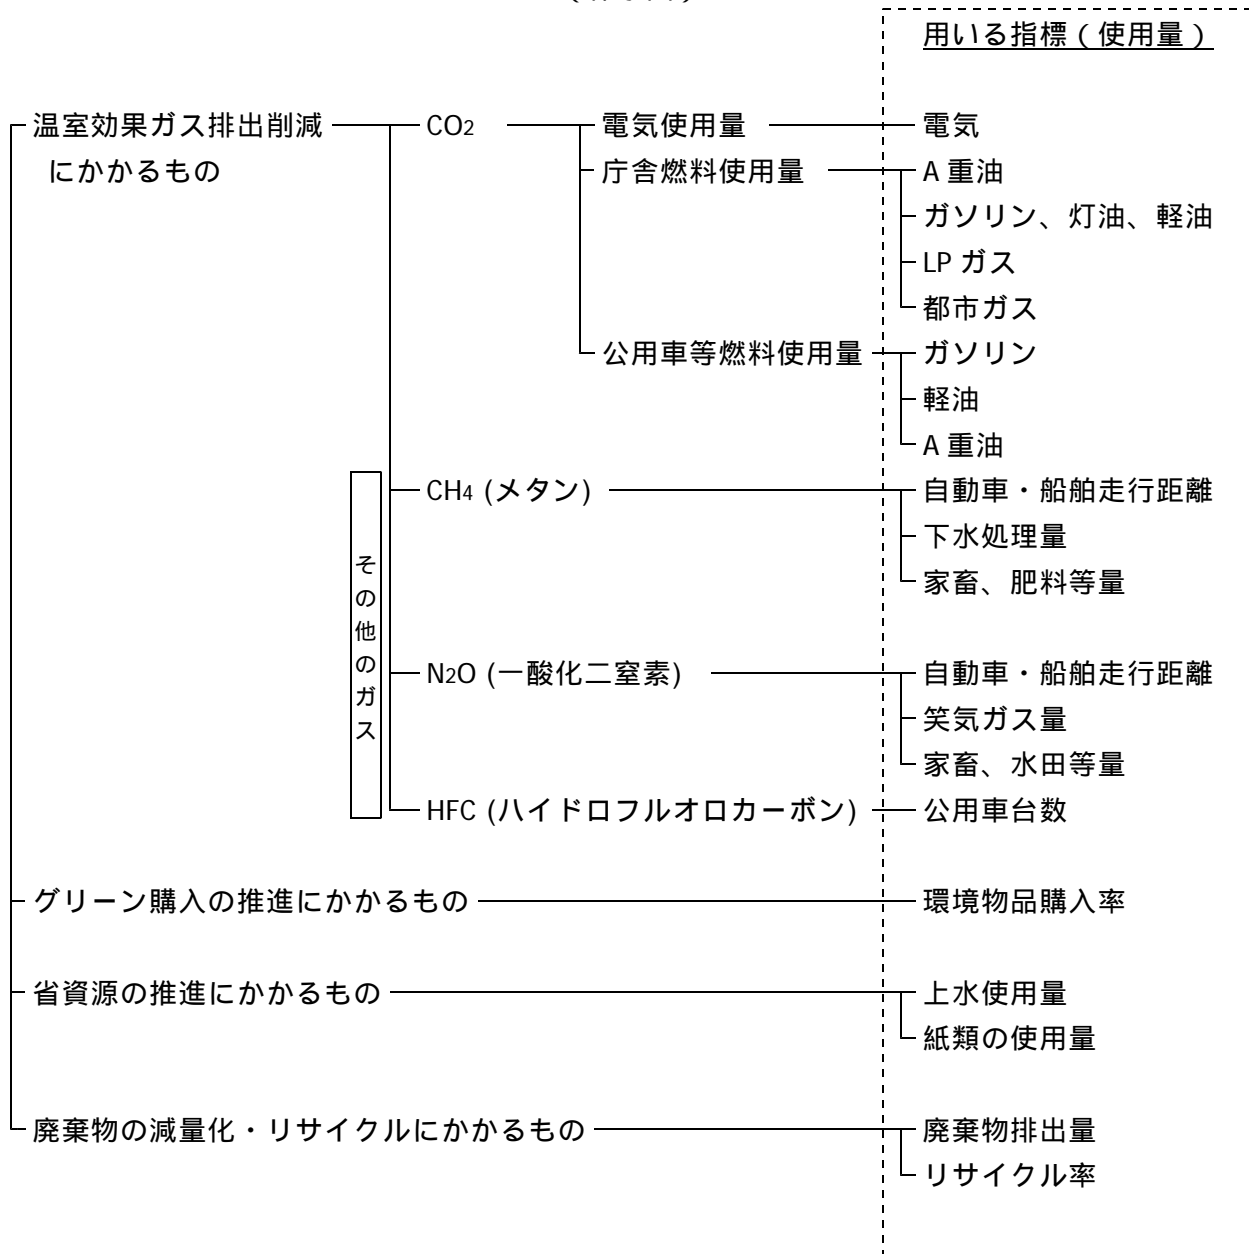 用いる指標(使用量)
温室効果ガス排出削減
にかかるもの
CO2
電気使用量
電気
庁舎燃料使用量
A重油
ガソリン、灯油、軽油
LPガス
都市ガス
公用車等燃料使用量
ガソリン
軽油
A重油
その他のガス
CH4 (メタン)
自動車・船舶走行距離
下水処理量
家畜、肥料等量
N2O (一酸化二窒素)
自動車・船舶走行距離
笑気ガス量
家畜、水田等量
HFC (ハイドロフルオロカーボン)
公用車台数
グリーン購入の推進にかかるもの
環境物品購入率
省資源の推進にかかるもの
上水使用量
紙類の使用量
廃棄物の減量化・リサイクルにかかるもの
廃棄物排出量
リサイクル率